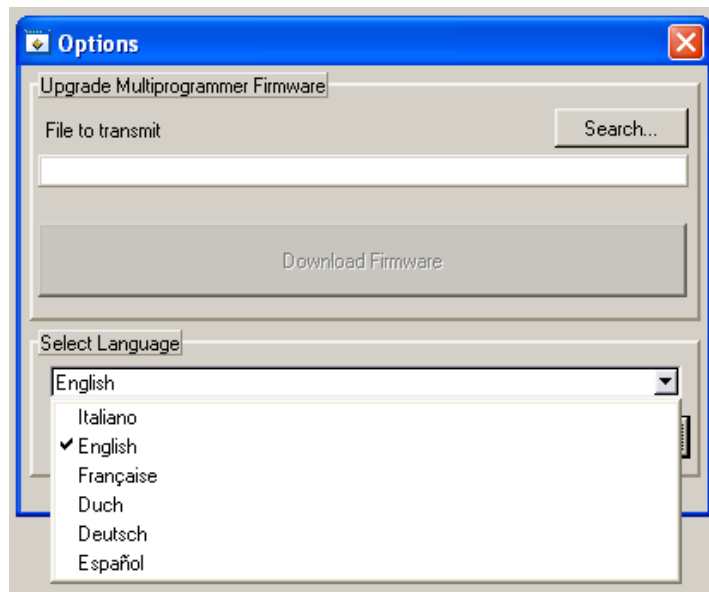 Options
Upgrade Multiprogrammer Firmware
File to transmit
Search...
Download Firmware
Select Language
English
Italiano
English
Française
Duch
Deutsch
Español